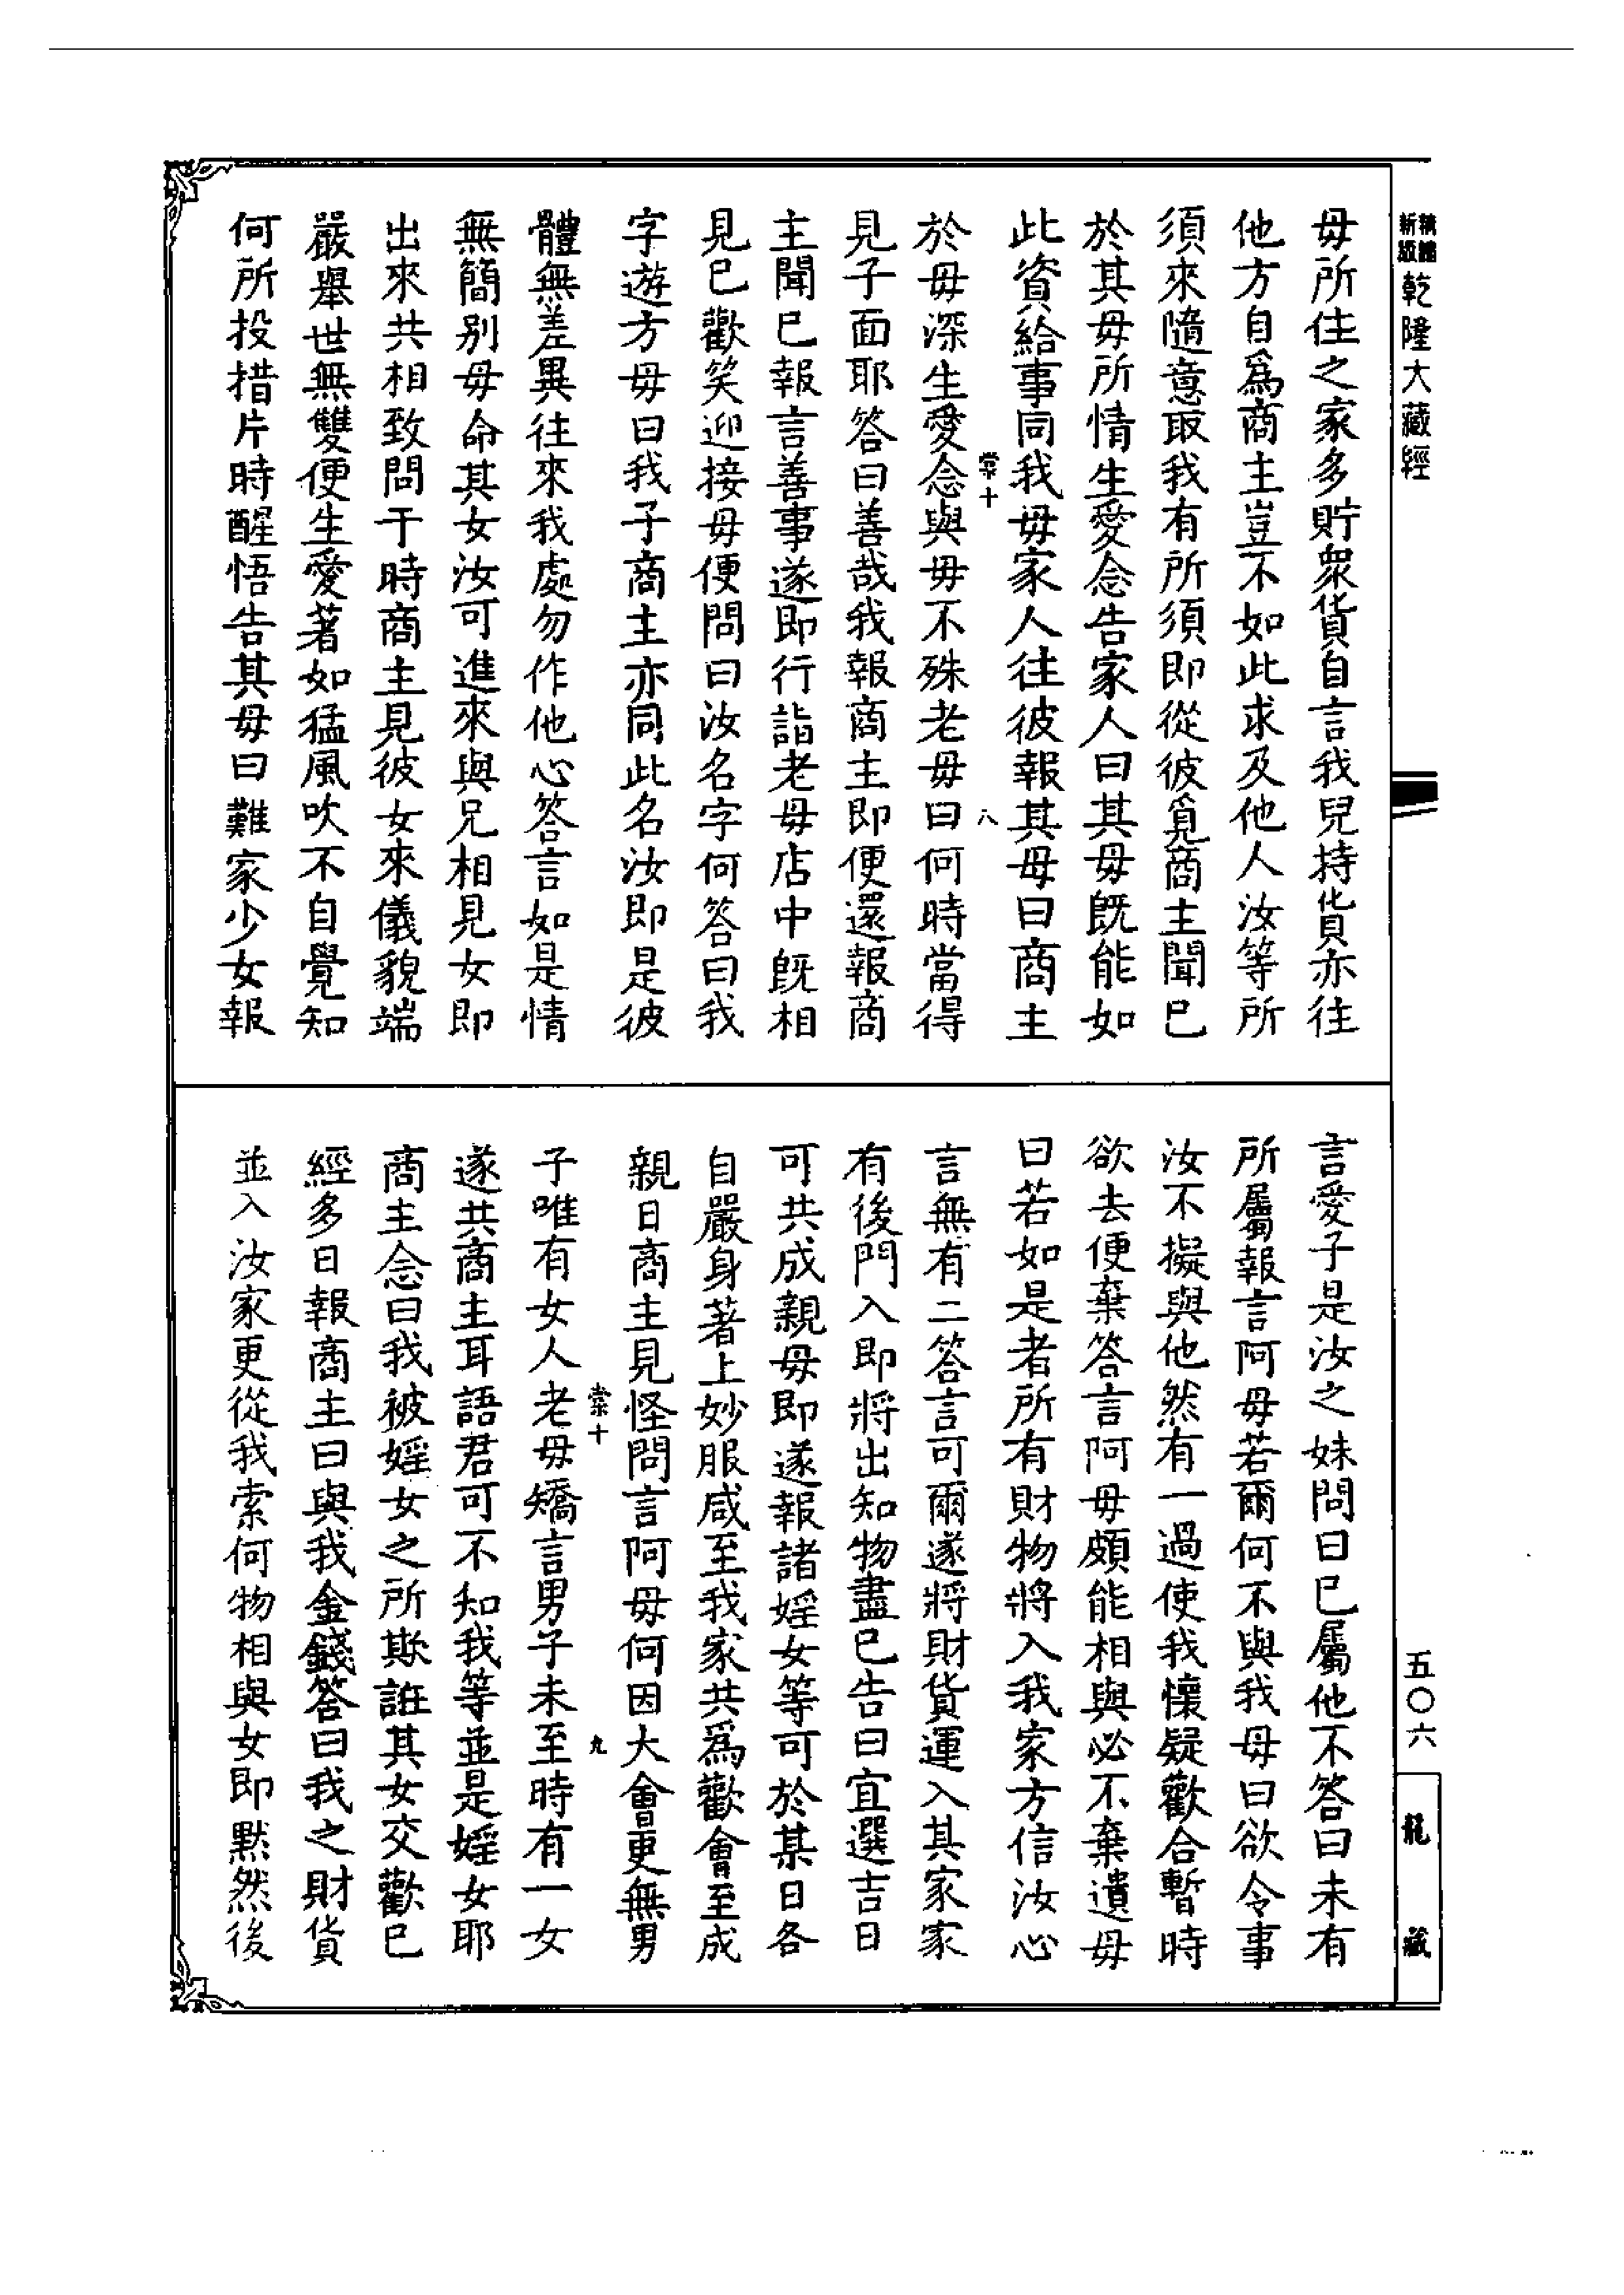 新編
縮版
乾隆大藏經
母所住之家多貯眾貨自言我兒持貨亦往
他方自爲商主豈不如此求及他人汝等所
須來隨意取我有所須即從彼覓商主聞已
於其母所情生愛念告家人曰其母既能如
此資給事同我母家人往彼報其母曰商主
於母深生愛念與母不殊老母曰何時當得
棠十
八
見子面耶答曰善哉我報商主即便還報商
主聞已報言善事遂即行詣老母店中既相
見已歡笑迎接母便問曰汝名字何答曰我
字遊方母曰我子商主亦同此名汝即是彼
體無差異往來我處勿作他心答言如是情
無簡別母命其女汝可進來與兄相見女即
出來共相致問于時商主見彼女來儀貌端
嚴舉世無雙便生愛著如猛風吹不自覺知
何所投措片時醒悟告其母曰難家少女報
言愛子是汝之妹問曰已屬他不答曰未有
所屬報言阿母若爾何不與我母曰欲令事
汝不擬與他然有一過使我懷疑歡合暫時
欲去便棄答言阿母頗能相與必不棄遺母
曰若如是者所有財物將入我家方信汝心
言無有二答言可爾遂將財貨運入其家家
有後門入即將出知物盡已告曰宜選吉日
可共成親母即遂報諸婬女等可於某日各
自嚴身著上妙服咸至我家共爲歡會至成
親日商主見怪問言阿母何因大會更無男
棠十
九
子唯有女人老母矯言男子未至時有一女
遂共商主耳語君可不知我等並是婬女耶
商主念曰我被婬女之所欺誑其女交歡已
經多日報商主曰與我金錢答曰我之財貨
並入汝家更從我索何物相與女即默然後
五〇六
龍藏